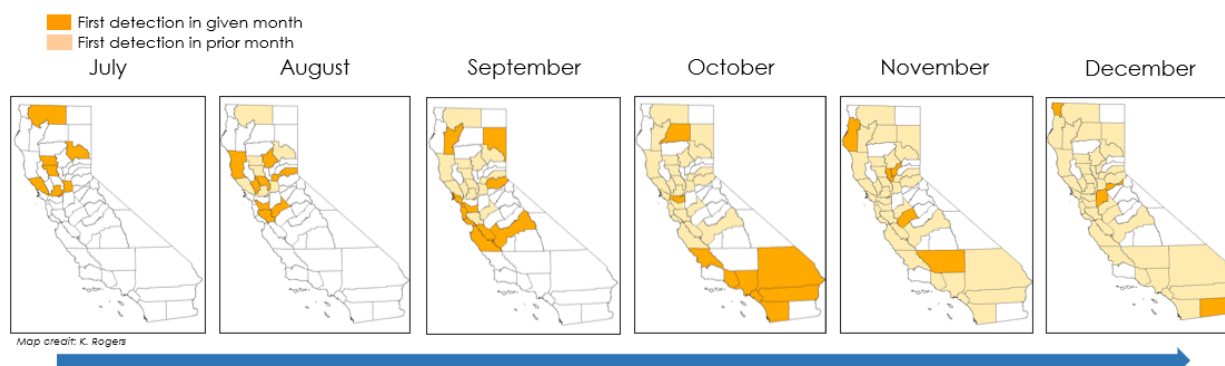 First detection in given month
First detection in prior month
July
August
September
October
November
December
Map credit: K. Rogers